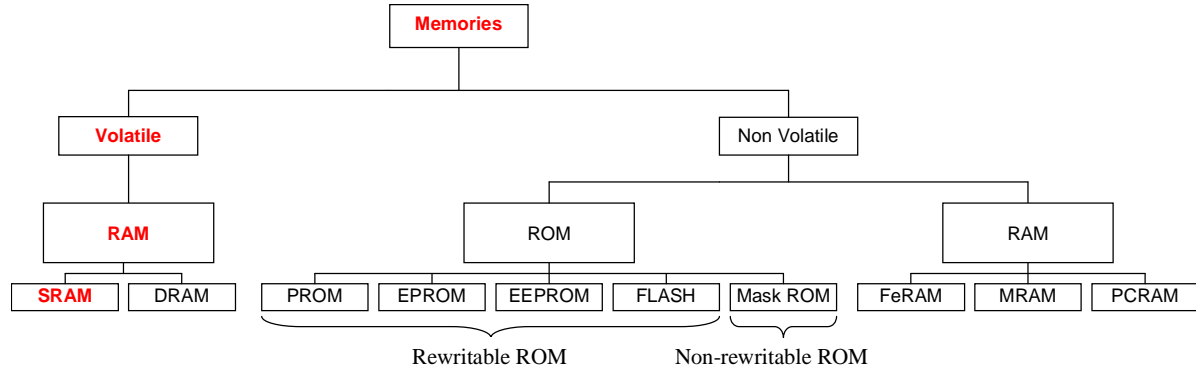 Memories
Volatile
Non Volatile
RAM
ROM
RAM
SRAM
DRAM
PROM
EPROM
EEPROM
FLASH
Mask ROM
FeRAM
MRAM
PCRAM
Rewritable ROM
Non-rewritable ROM